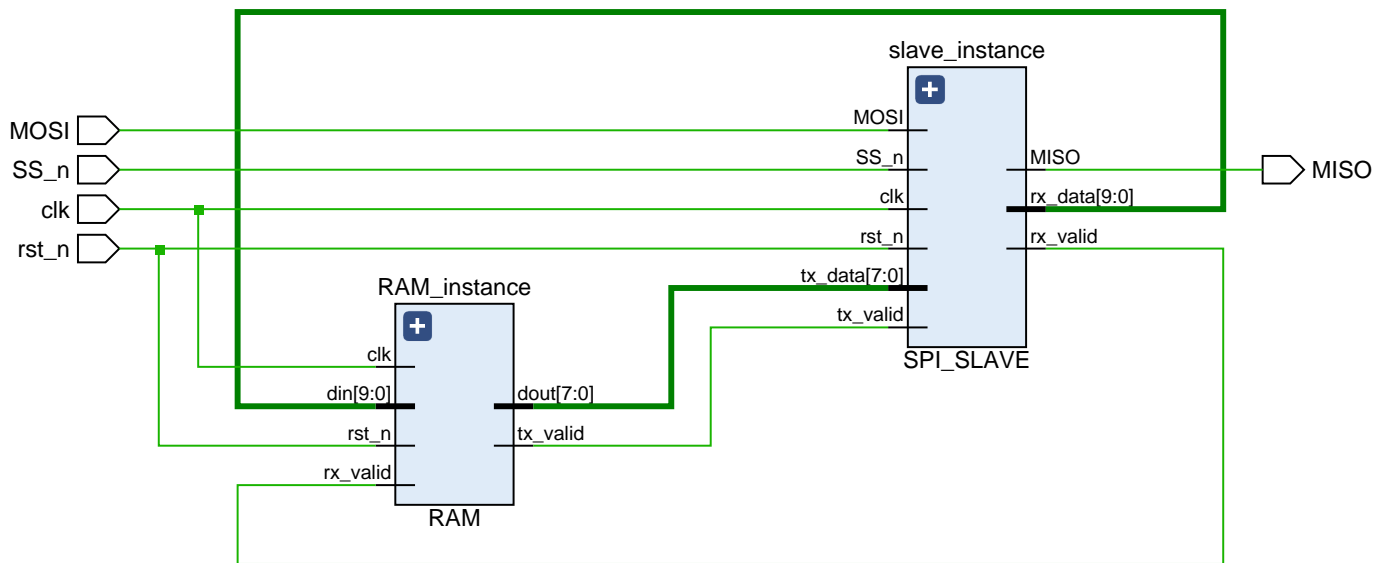 slave_instance
MOSI
SS_n
clk
rst_n
MOSI
SS_n
clk
rst_n
tx_data[7:0]
tx_valid
MISO
rx_data[9:0]
rx_valid
SPI_SLAVE
MISO
RAM_instance
clk
din[9:0]
rst_n
rx_valid
dout[7:0]
tx_valid
RAM